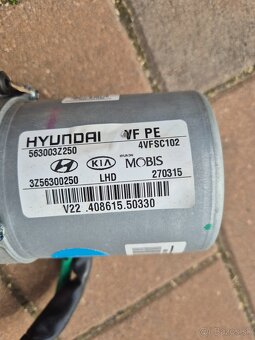 HYUNDAI VF PE
563003Z250 4VFSC102
KIA MOBIS
3Z56300250 LHD 270315
V22 .408615.50330